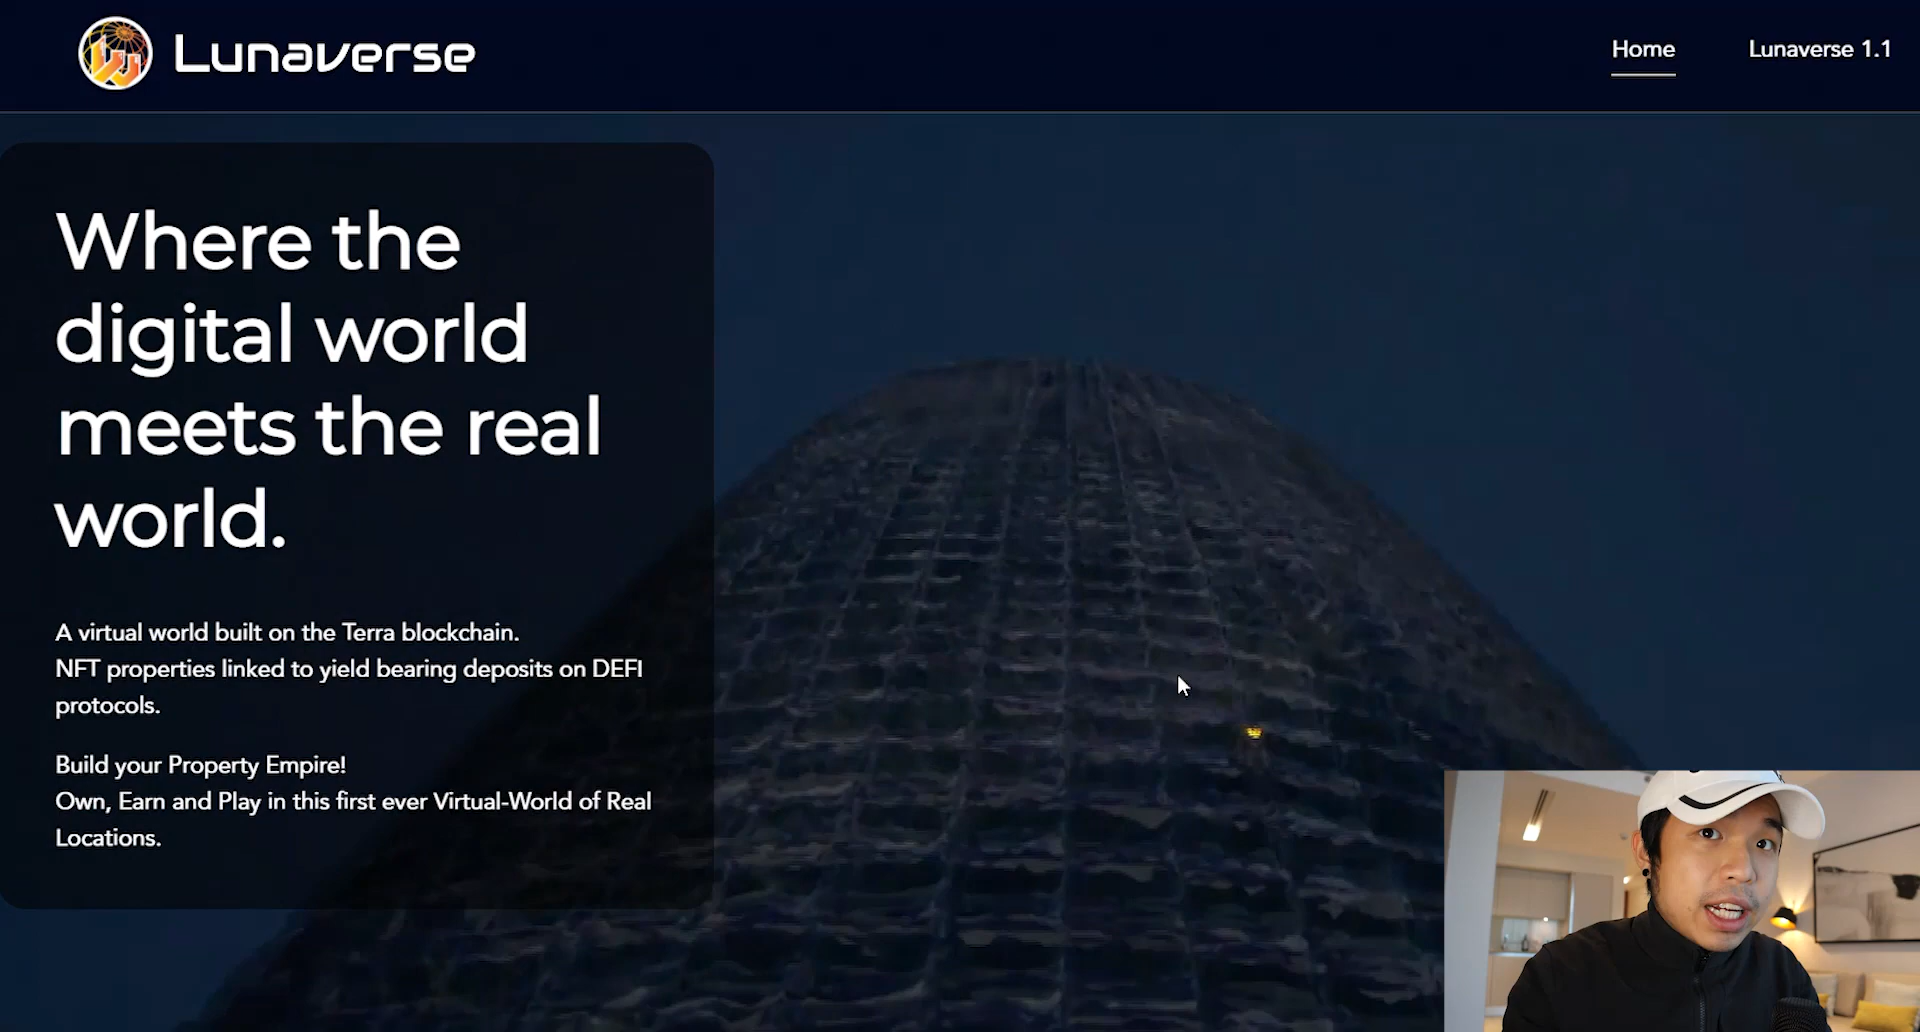 Lunaverse
Home
Lunaverse 1.1
Where the
digital world
meets the real
world.
A virtual world built on the Terra blockchain.
NFT properties linked to yield bearing deposits on DEFI
protocols.
Build your Property Empire!
Own, Earn and Play in this first ever Virtual-World of Real
Locations.